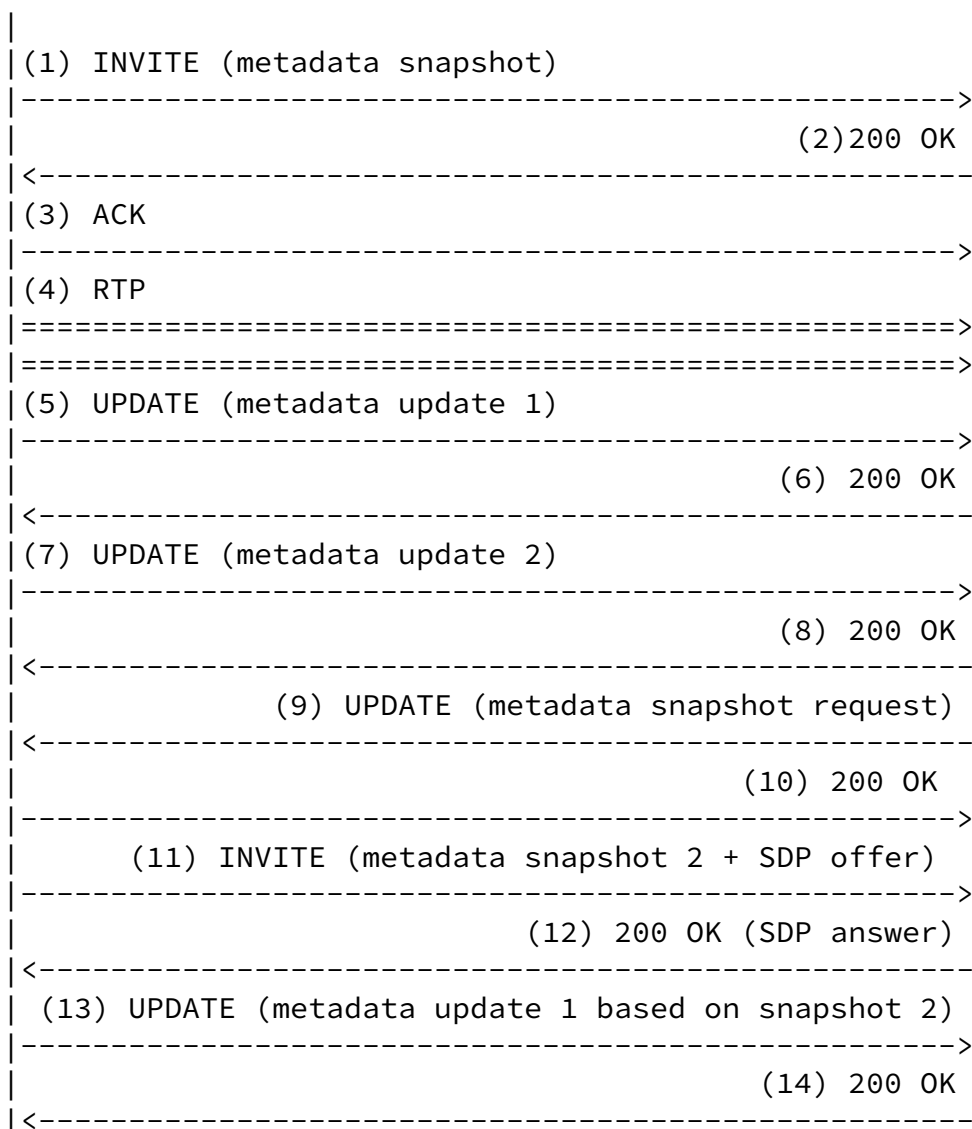 |
|(1) INVITE (metadata snapshot)
|---------------------------------------------------->
|                                           (2)200 OK
|<----------------------------------------------------
|(3) ACK
|---------------------------------------------------->
|(4) RTP
|====================================================>
|====================================================>
|(5) UPDATE (metadata update 1)
|---------------------------------------------------->
|                                          (6) 200 OK
|<----------------------------------------------------
|(7) UPDATE (metadata update 2)
|---------------------------------------------------->
|                                          (8) 200 OK
|<----------------------------------------------------
|              (9) UPDATE (metadata snapshot request)
|<----------------------------------------------------
|                                        (10) 200 OK
|---------------------------------------------------->
|      (11) INVITE (metadata snapshot 2 + SDP offer)
|---------------------------------------------------->
|                            (12) 200 OK (SDP answer)
|<----------------------------------------------------
| (13) UPDATE (metadata update 1 based on snapshot 2)
|---------------------------------------------------->
|                                         (14) 200 OK
|<----------------------------------------------------